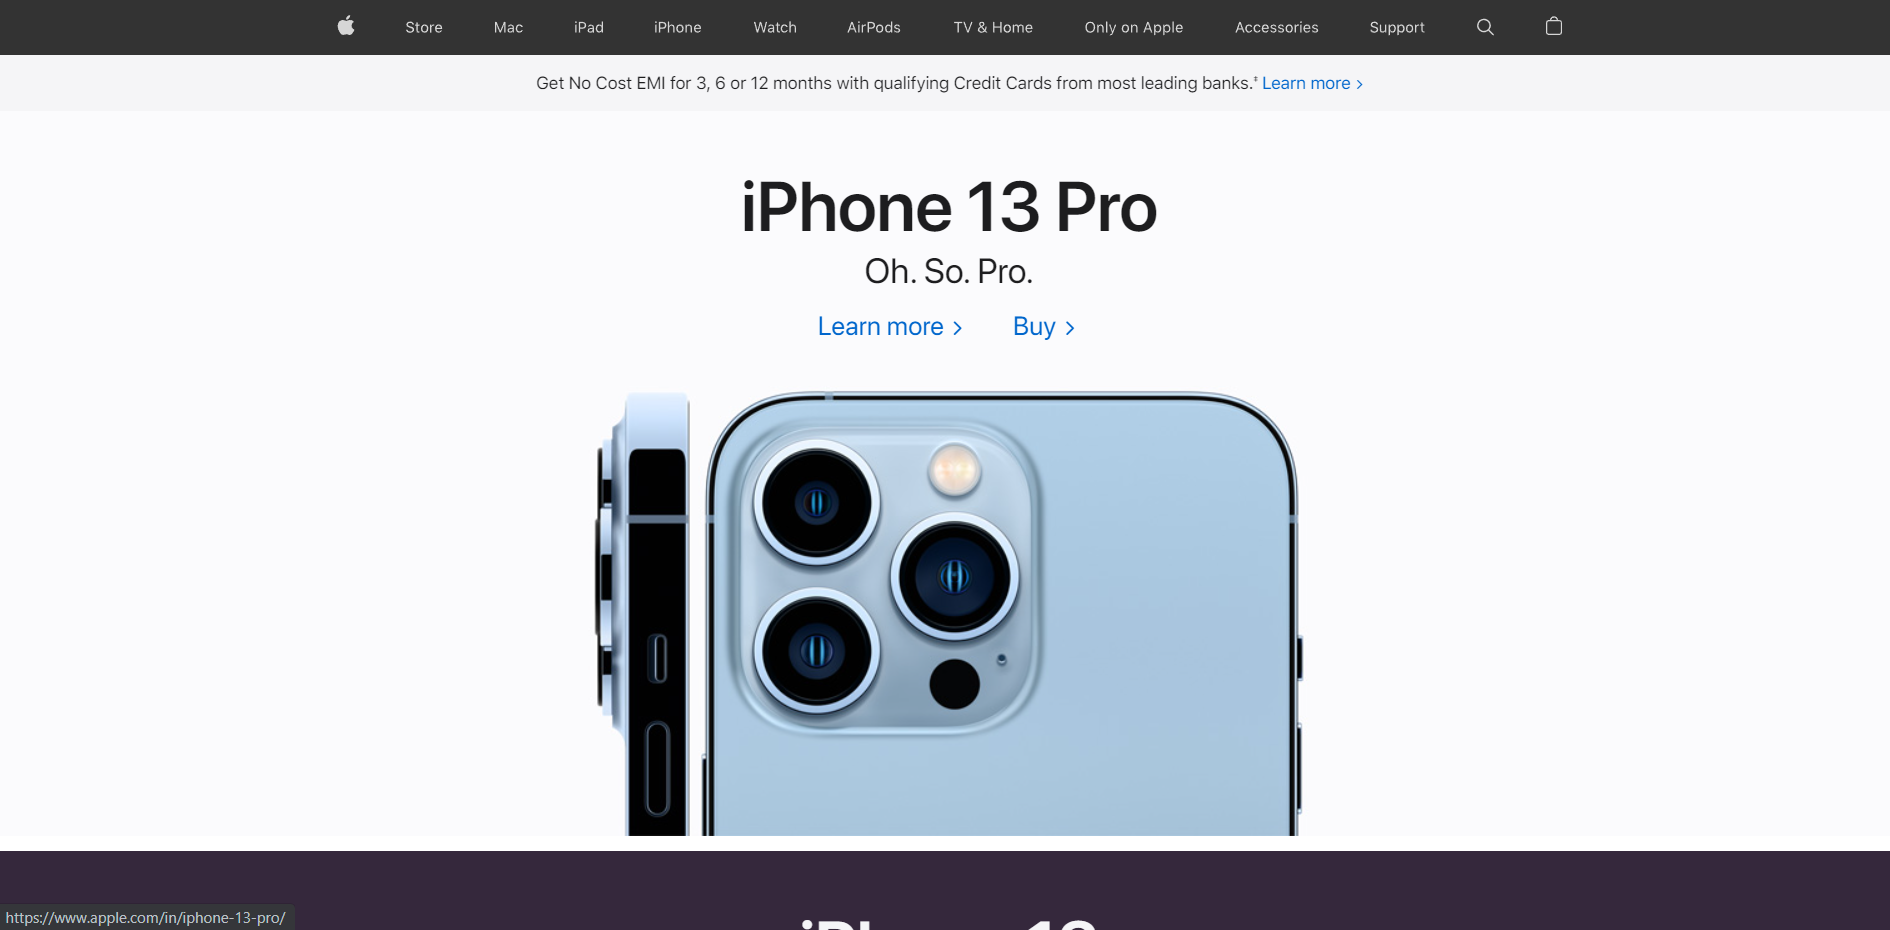 Store Mac iPad iPhone Watch AirPods TV & Home Only on Apple Accessories Support
Get No Cost EMI for 3, 6 or 12 months with qualifying Credit Cards from most leading banks.‡ Learn more >
iPhone 13 Pro
Oh. So. Pro.
Learn more > Buy >
https://www.apple.com/in/iphone-13-pro/